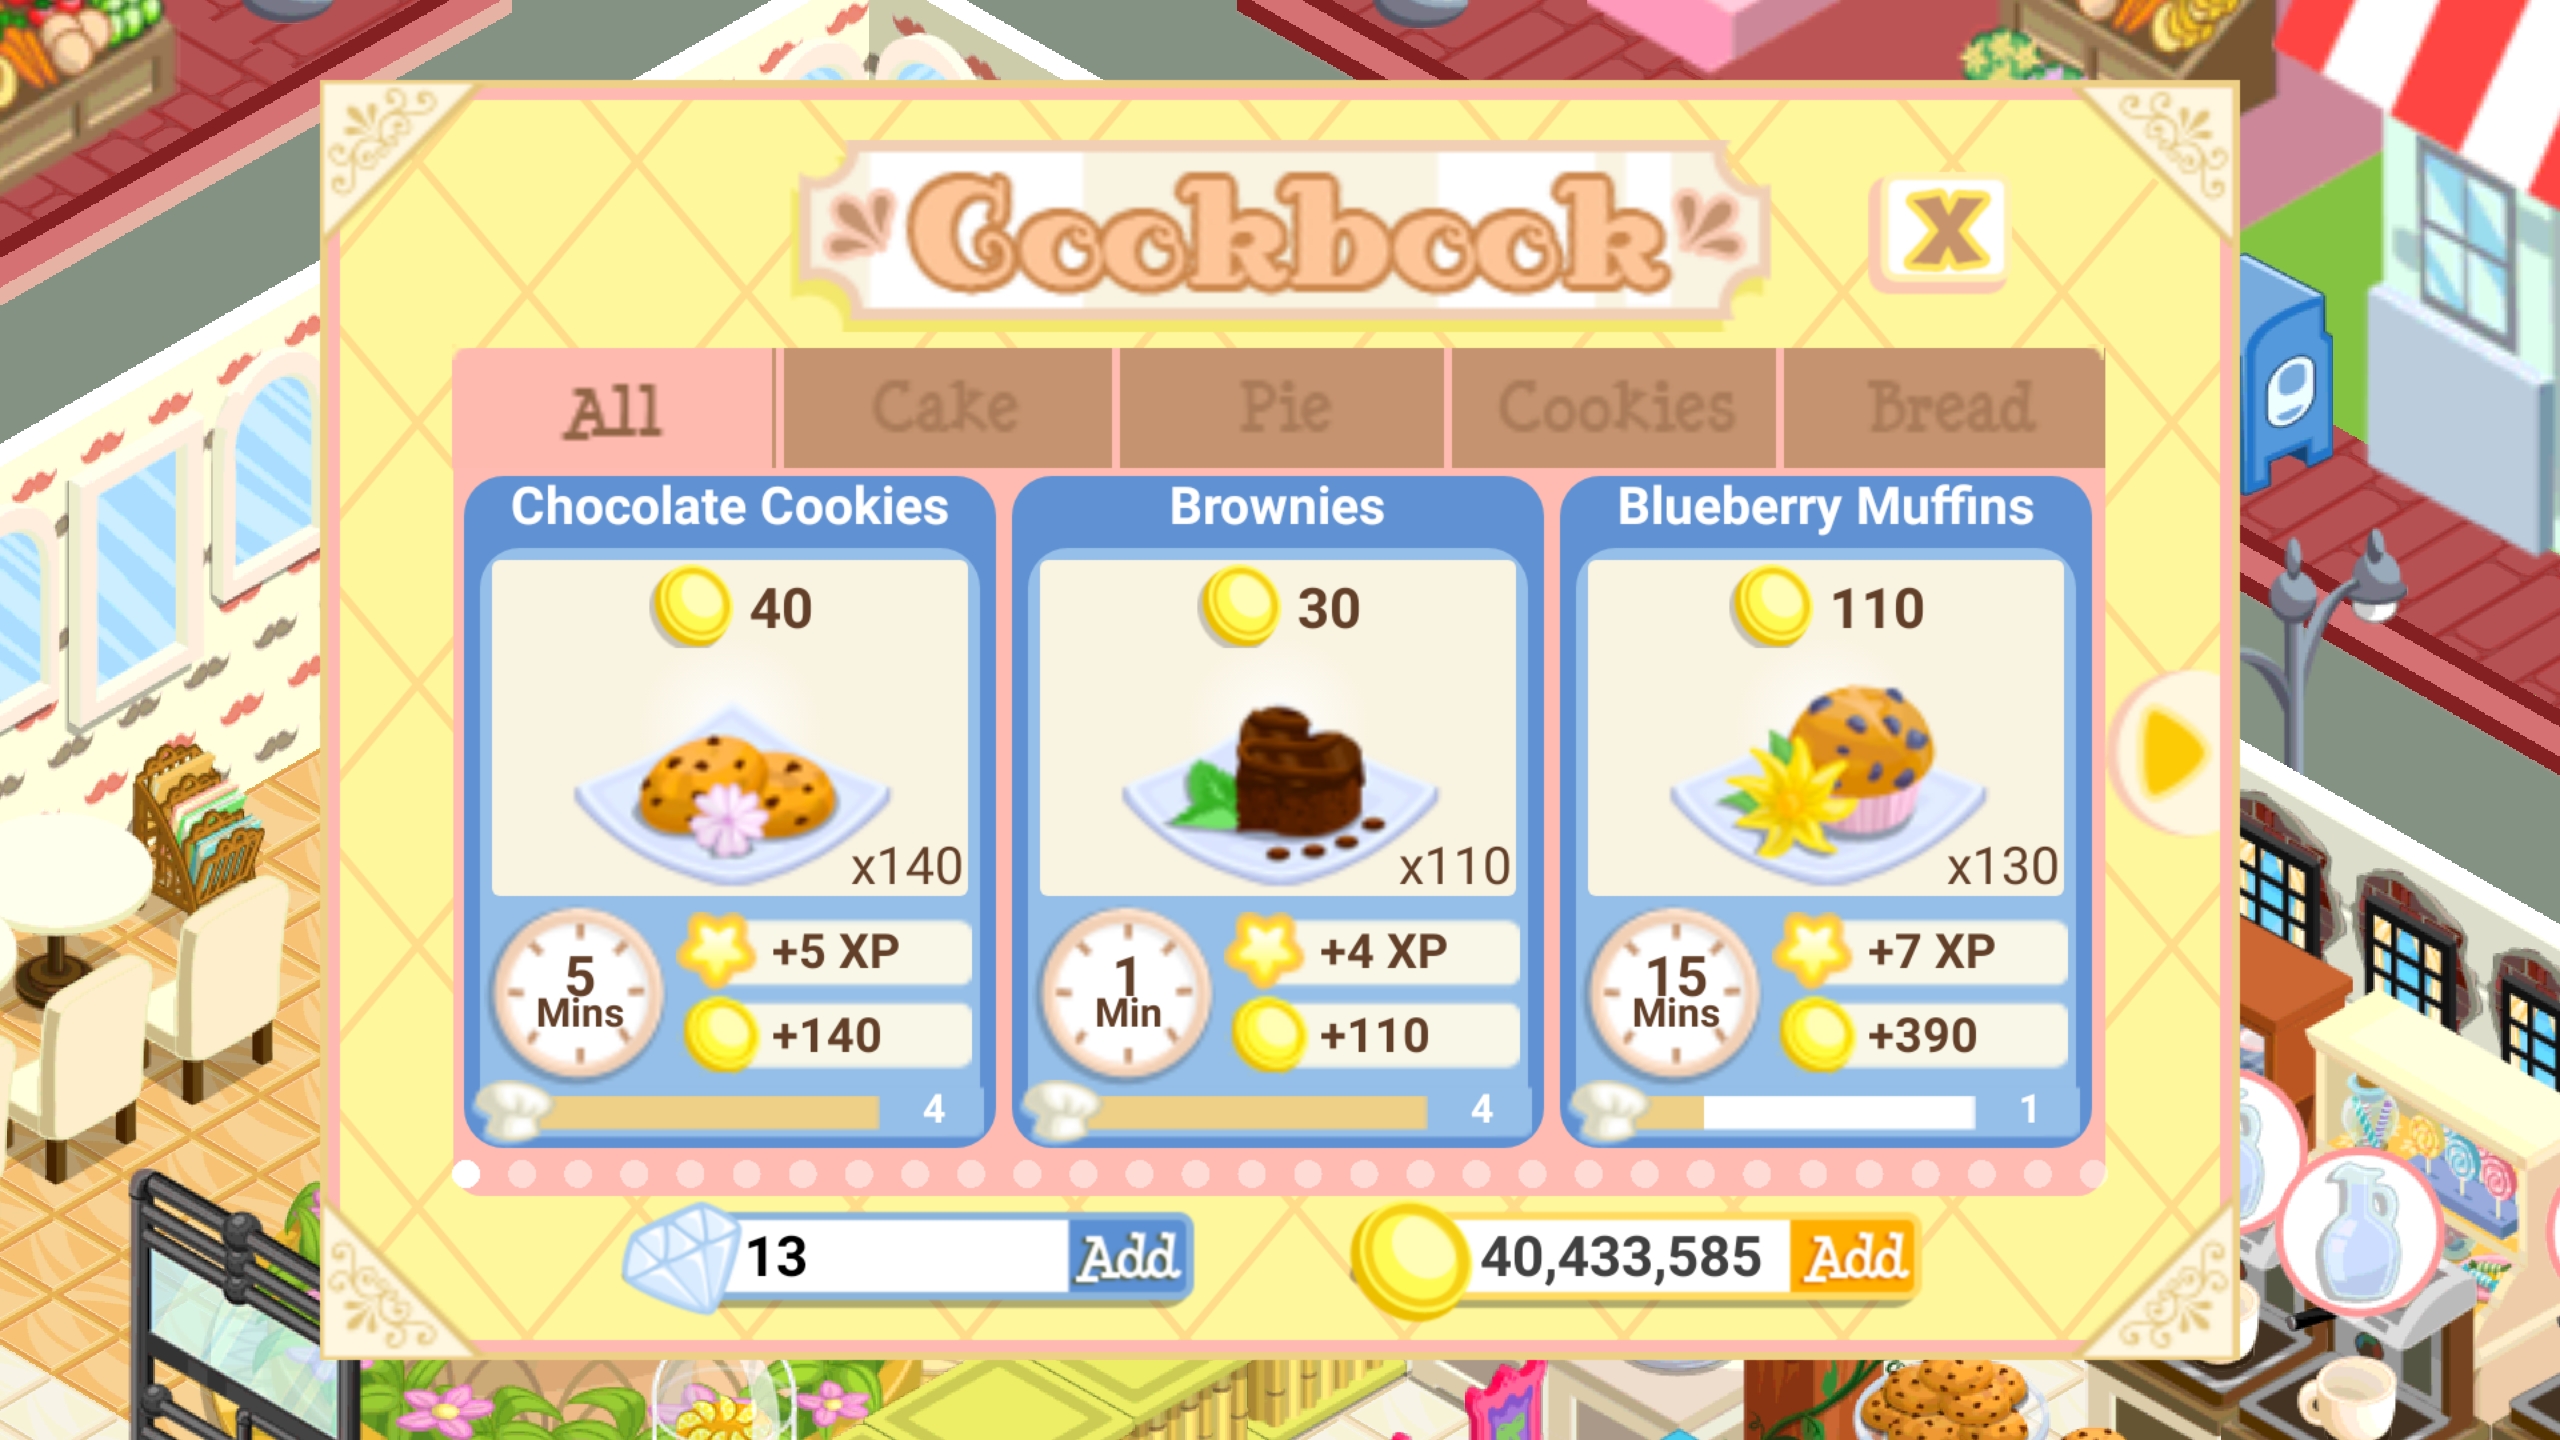 Cookbook
X
All Cake Pie Cookies Bread
Chocolate Cookies
40
x140
5
Mins
+5 XP
+140
4
Brownies
30
x110
1
Min
+4 XP
+110
4
Blueberry Muffins
110
x130
15
Mins
+7 XP
+390
1
13 Add
40,433,585 Add